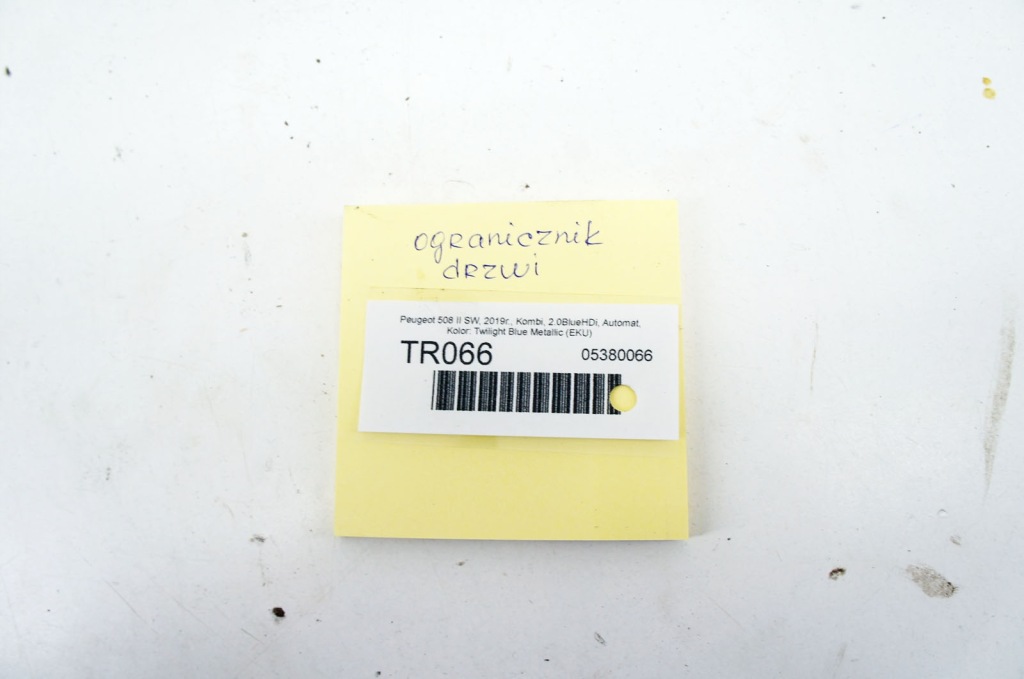 ogranicznik
drzwi
Peugeot 508 II SW, 2019r., Kombi, 2.0BlueHDi, Automat,
Kolor: Twilight Blue Metallic (EKU)
TR066 05380066